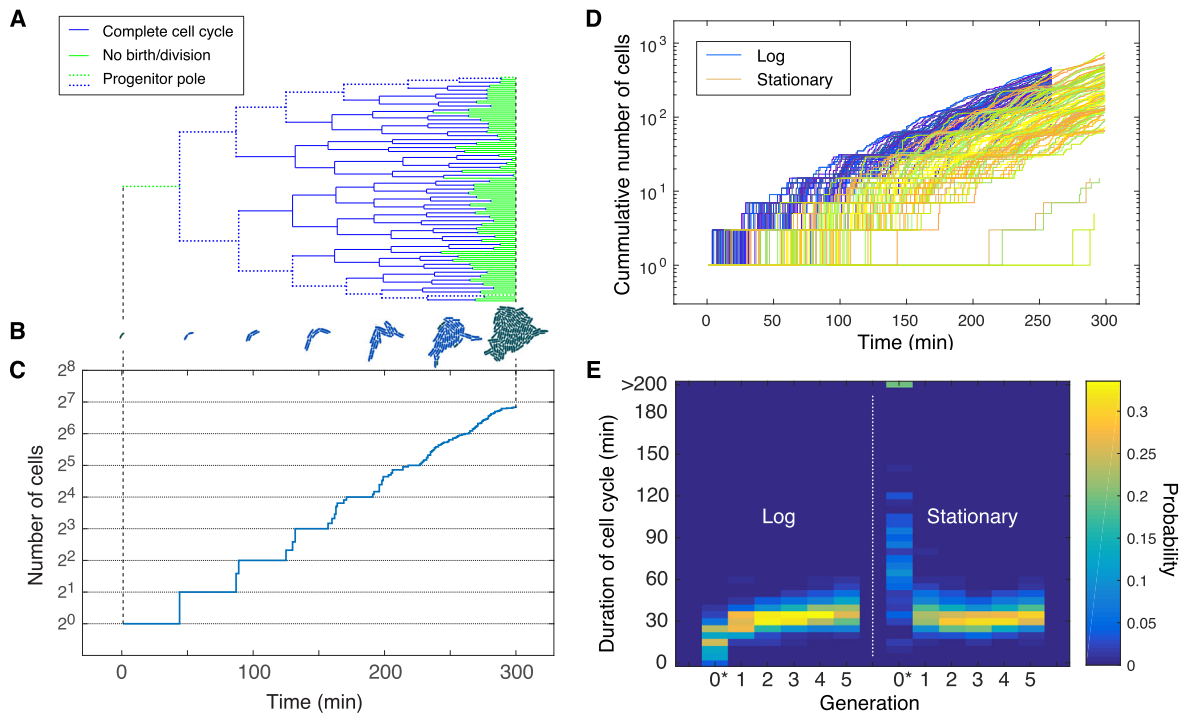 A
Complete cell cycle
No birth/division
Progenitor pole
B
C
2^8
2^7
2^6
2^5
2^4
2^3
2^2
2^1
2^0
Number of cells
0 100 200 300
Time (min)
D
Log
Stationary
10^3
10^2
10^1
10^0
Cummulative number of cells
0 50 100 150 200 250 300
Time (min)
E
>200
180
150
120
90
60
30
0
Duration of cell cycle (min)
Log
Stationary
0* 1 2 3 4 5 0* 1 2 3 4 5
Generation
0.3
0.25
0.2
0.15
0.1
0.05
0
Probability